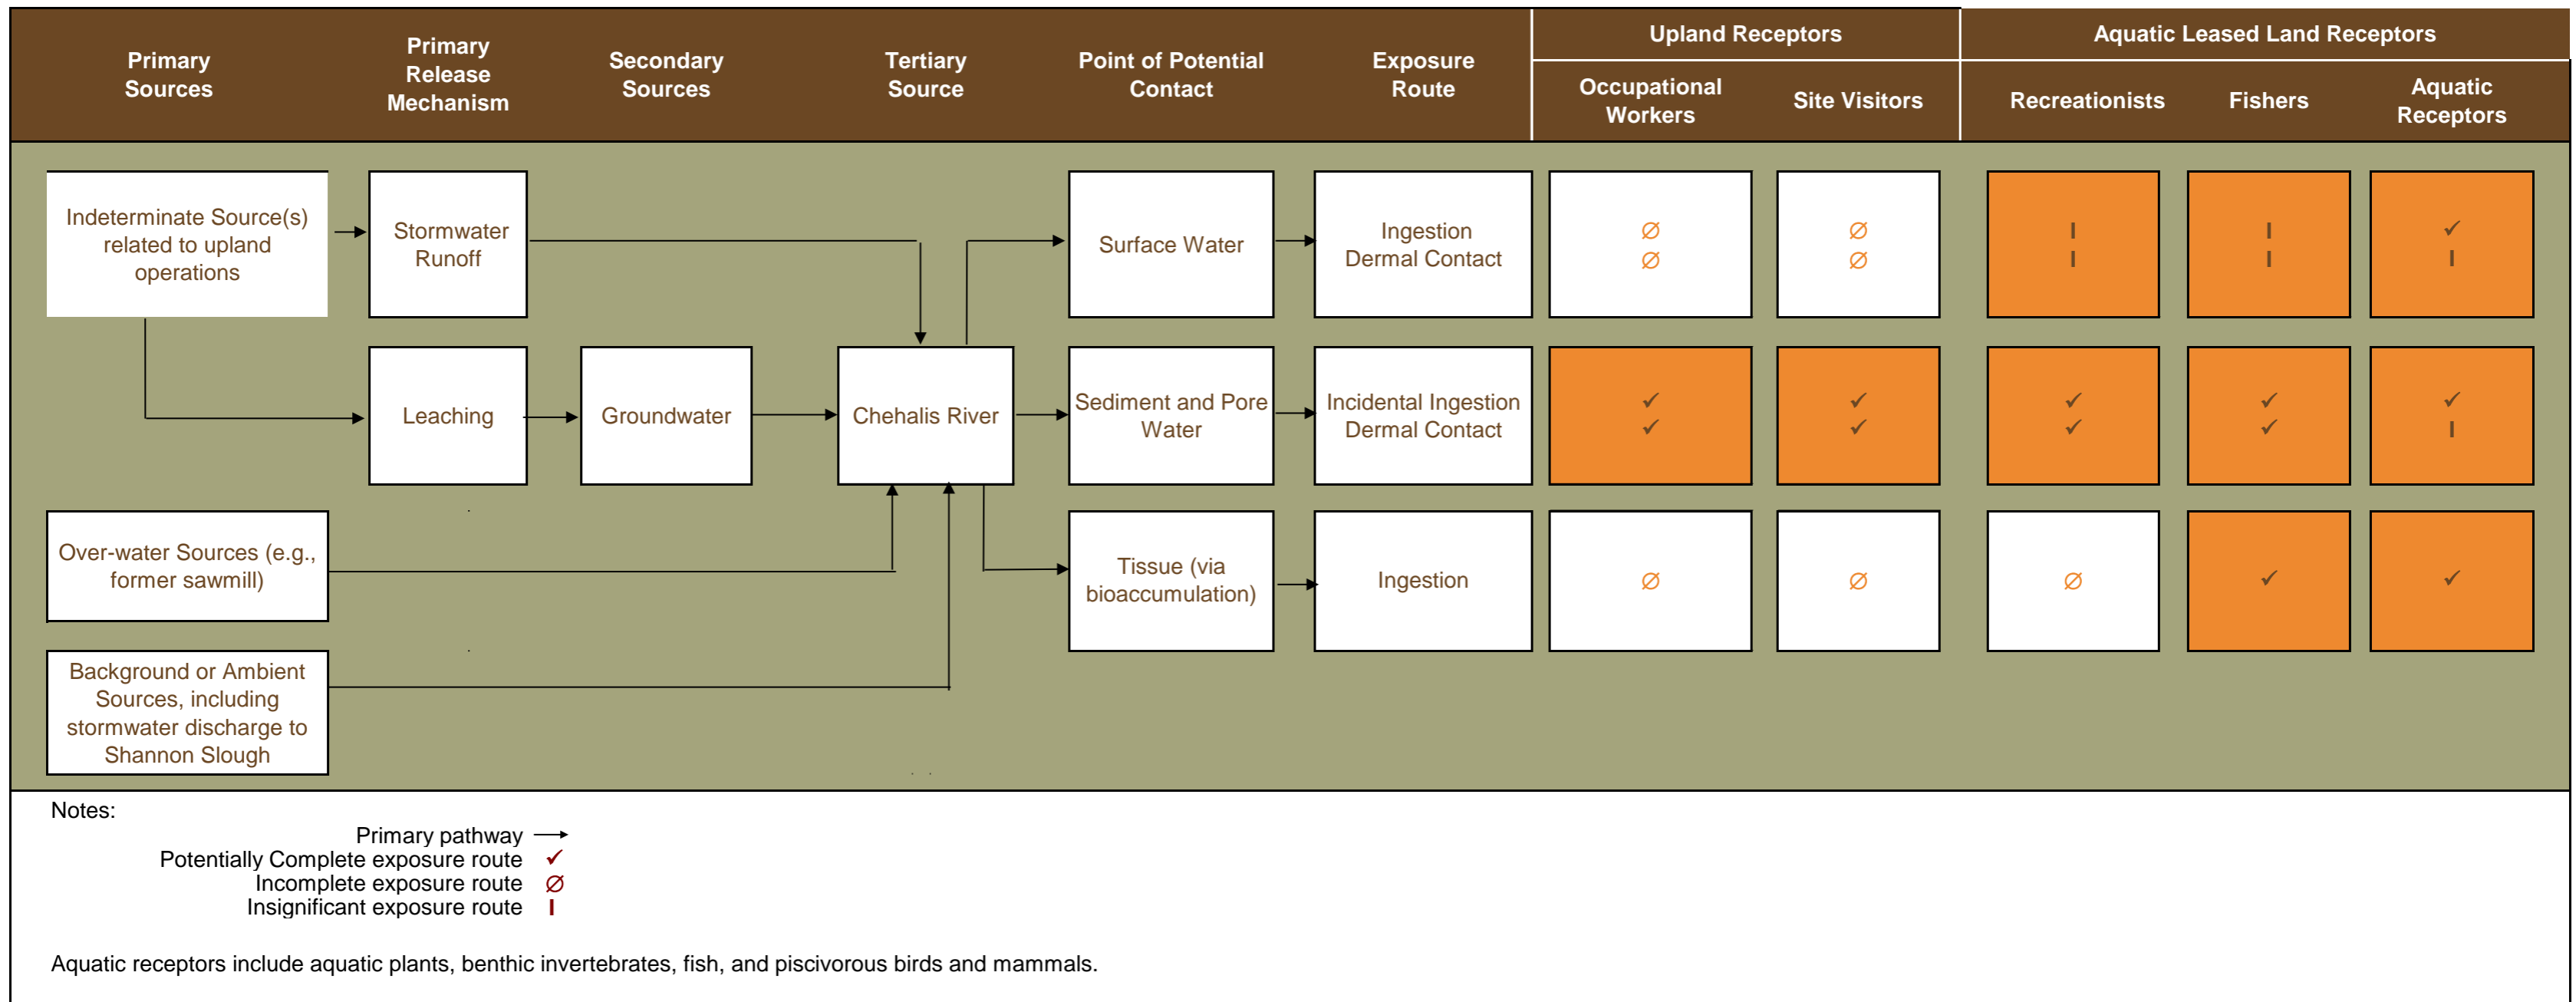 Primary
Sources
Primary
Release
Mechanism
Secondary
Sources
Tertiary
Source
Point of Potential
Contact
Exposure
Route
Upland Receptors
Occupational
Workers
Site Visitors
Aquatic Leased Land Receptors
Recreationists
Fishers
Aquatic
Receptors
Indeterminate Source(s)
related to upland
operations
Stormwater
Runoff
Surface Water
Ingestion
Dermal Contact
∅
∅
∅
∅
I
I
I
I
✓
I
Leaching
Groundwater
Chehalis River
Sediment and Pore
Water
Incidental Ingestion
Dermal Contact
✓
✓
✓
✓
✓
✓
✓
✓
✓
I
Over-water Sources (e.g.,
former sawmill)
Tissue (via
bioaccumulation)
Ingestion
∅
∅
∅
✓
✓
Background or Ambient
Sources, including
stormwater discharge to
Shannon Slough
Notes:
Primary pathway →
Potentially Complete exposure route ✓
Incomplete exposure route ∅
Insignificant exposure route I
Aquatic receptors include aquatic plants, benthic invertebrates, fish, and piscivorous birds and mammals.